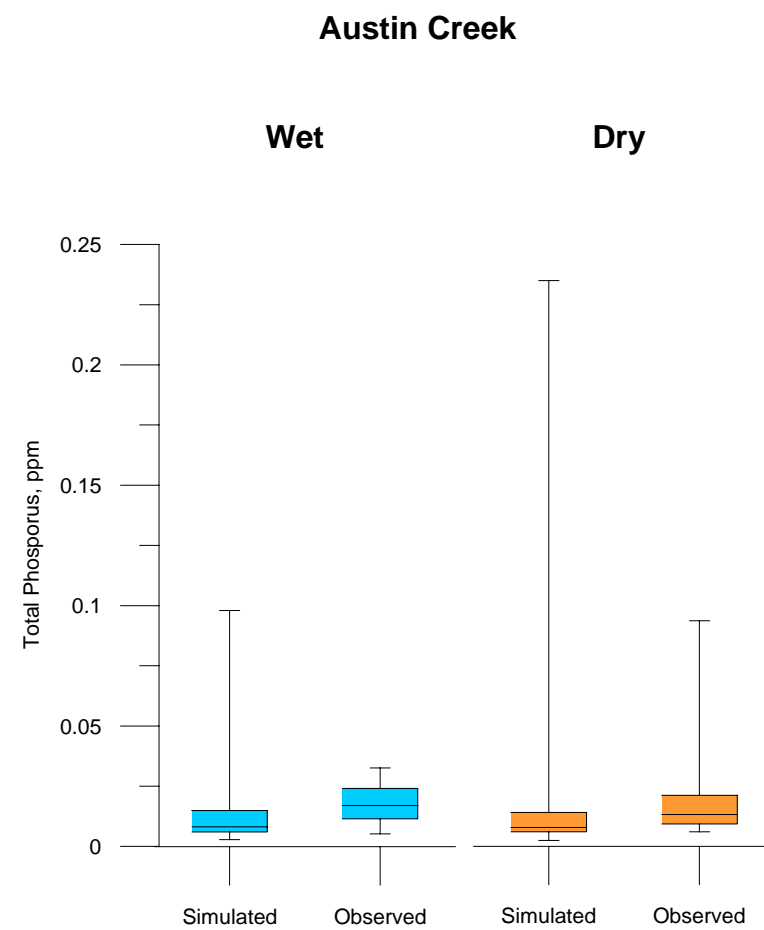 Austin Creek
Wet
Dry
Total Phosporus, ppm
0.25
0.2
0.15
0.1
0.05
0
Simulated
Observed
Simulated
Observed